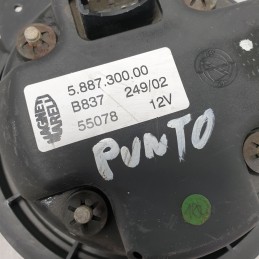 5.887.300.00
B837 249/02
55078 12V
MAGNETI
MARELLI
PUNTO